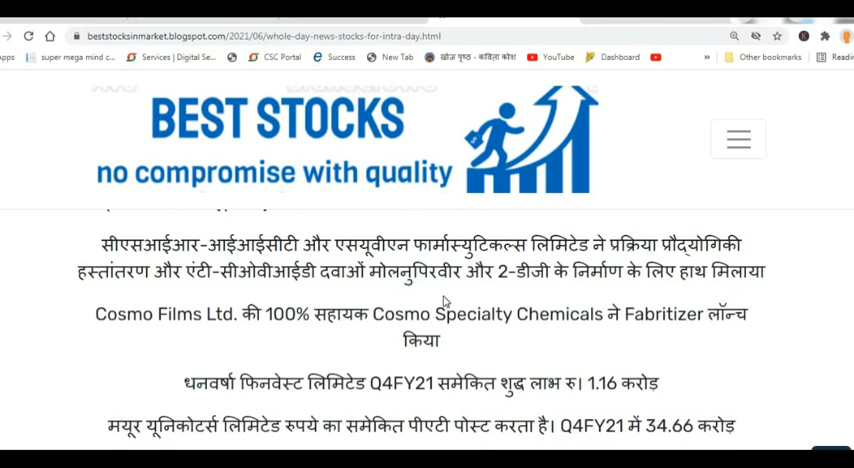 beststocksinmarket.blogspot.com/2021/06/whole-day-news-stocks-for-intra-day.html
Apps super mega mind c... Services | Digital Se... CSC Portal Success New Tab खोज पृष्ठ - कविता कोश YouTube Dashboard » Other bookmarks Readin
BEST STOCKS
no compromise with quality
सीएसआईआर-आईआईसीटी और एसयूवीएन फार्मास्युटिकल्स लिमिटेड ने प्रक्रिया प्रौद्योगिकी
हस्तांतरण और एंटी-सीओवीआईडी दवाओं मोलनुपिरवीर और 2-डीजी के निर्माण के लिए हाथ मिलाया
Cosmo Films Ltd. की 100% सहायक Cosmo Specialty Chemicals ने Fabritizer लॉन्च
किया
धनवर्षा फिनवेस्ट लिमिटेड Q4FY21 समेकित शुद्ध लाभ रु। 1.16 करोड़
मयूर यूनिकोटर्स लिमिटेड रुपये का समेकित पीएटी पोस्ट करता है। Q4FY21 में 34.66 करोड़